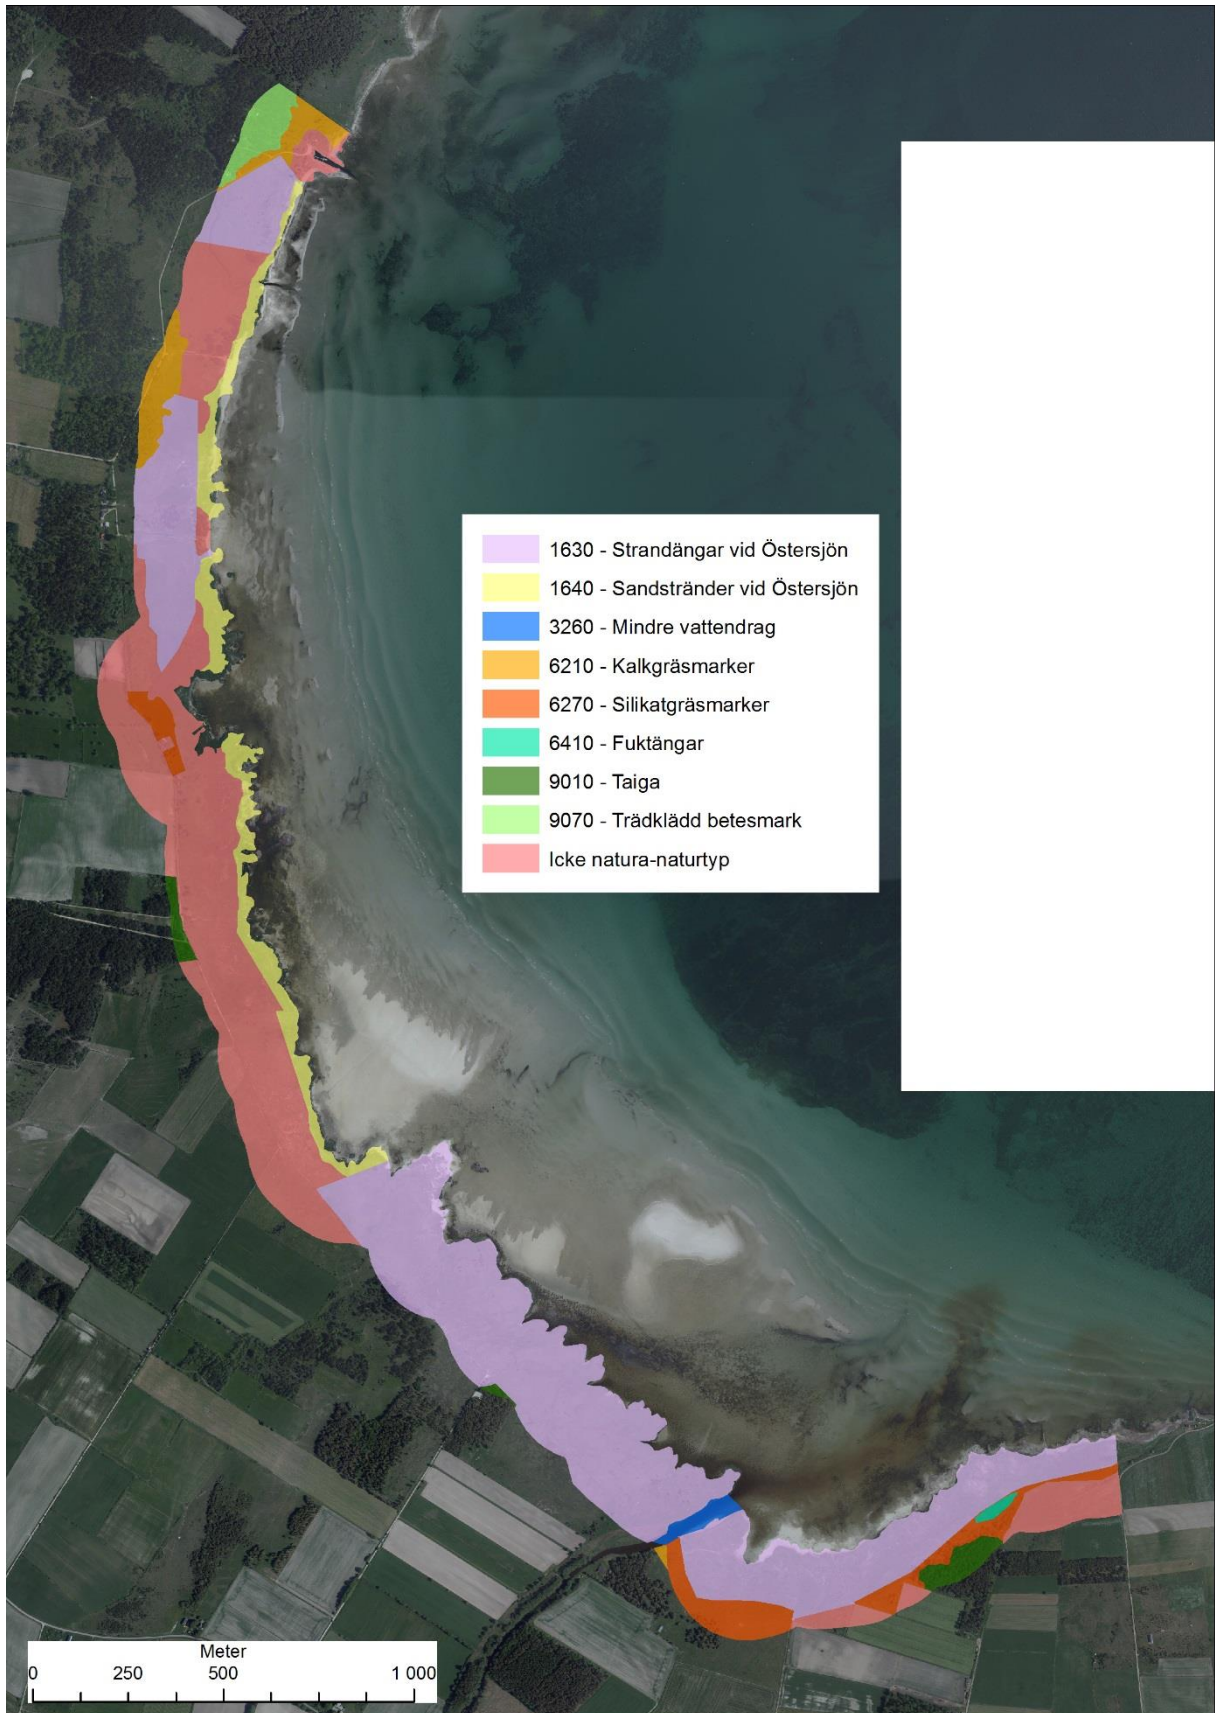 1630 - Strandängar vid Östersjön
1640 - Sandstränder vid Östersjön
3260 - Mindre vattendrag
6210 - Kalkgräsmarker
6270 - Silikatgräsmarker
6410 - Fuktängar
9010 - Taiga
9070 - Trädklädd betesmark
Icke natura-naturtyp
Meter
0 250 500 1 000